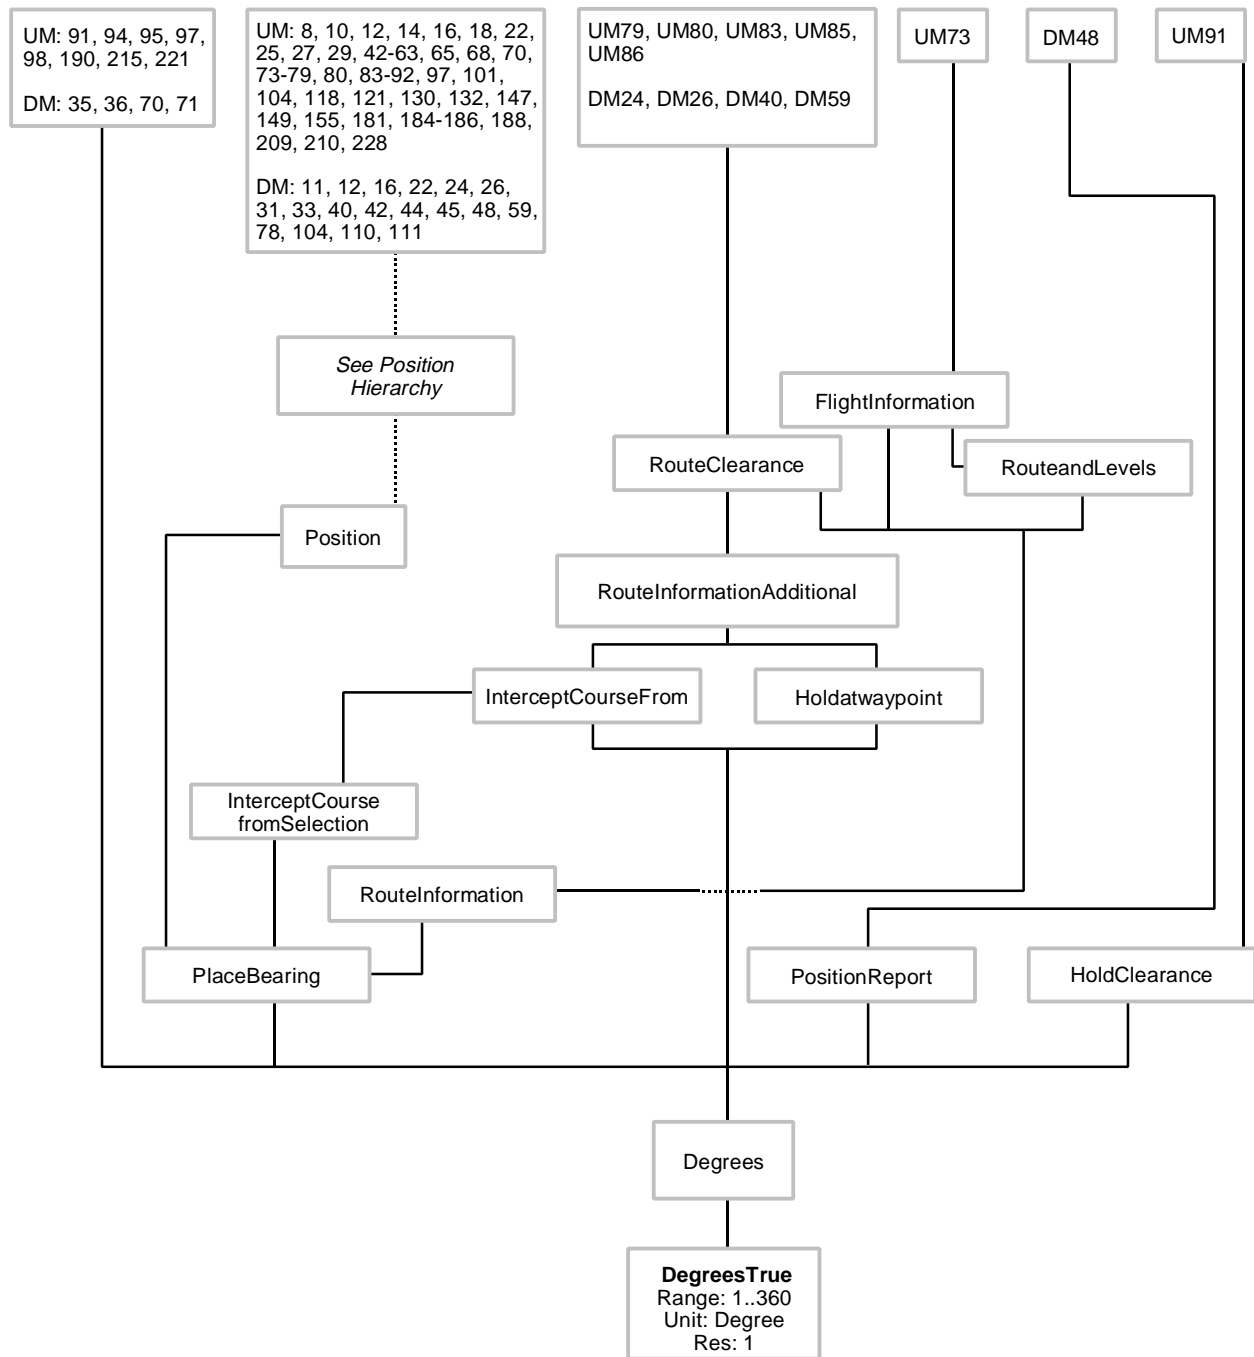 UM: 91, 94, 95, 97,
98, 190, 215, 221
DM: 35, 36, 70, 71
UM: 8, 10, 12, 14, 16, 18, 22,
25, 27, 29, 42-63, 65, 68, 70,
73-79, 80, 83-92, 97, 101,
104, 118, 121, 130, 132, 147,
149, 155, 181, 184-186, 188,
209, 210, 228
DM: 11, 12, 16, 22, 24, 26,
31, 33, 40, 42, 44, 45, 48, 59,
78, 104, 110, 111
UM79, UM80, UM83, UM85,
UM86
DM24, DM26, DM40, DM59
UM73
DM48
UM91
See Position
Hierarchy
FlightInformation
RouteClearance
RouteandLevels
Position
RouteInformationAdditional
InterceptCourseFrom
Holdatwaypoint
InterceptCourse
fromSelection
RouteInformation
PlaceBearing
PositionReport
HoldClearance
Degrees
DegreesTrue
Range: 1..360
Unit: Degree
Res: 1